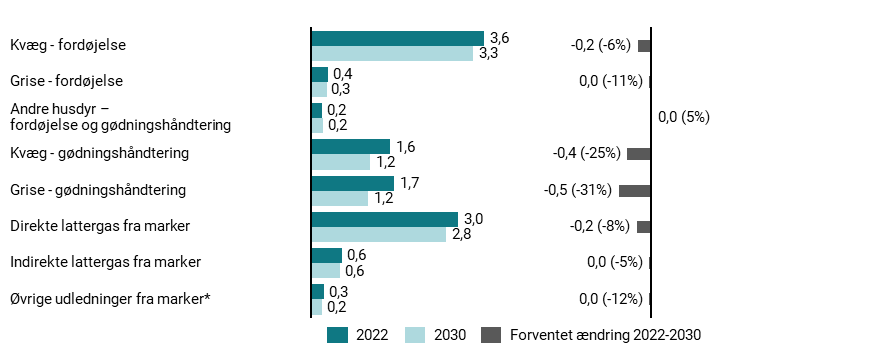 Kvæg - fordøjelse
3,6
3,3
-0,2 (-6%)
Grise - fordøjelse
0,4
0,3
0,0 (-11%)
Andre husdyr –
fordøjelse og gødningshåndtering
0,2
0,2
0,0 (5%)
Kvæg - gødningshåndtering
1,6
1,2
-0,4 (-25%)
Grise - gødningshåndtering
1,7
1,2
-0,5 (-31%)
Direkte lattergas fra marker
3,0
2,8
-0,2 (-8%)
Indirekte lattergas fra marker
0,6
0,6
0,0 (-5%)
Øvrige udledninger fra marker*
0,3
0,2
0,0 (-12%)
2022 2030 Forventet ændring 2022-2030